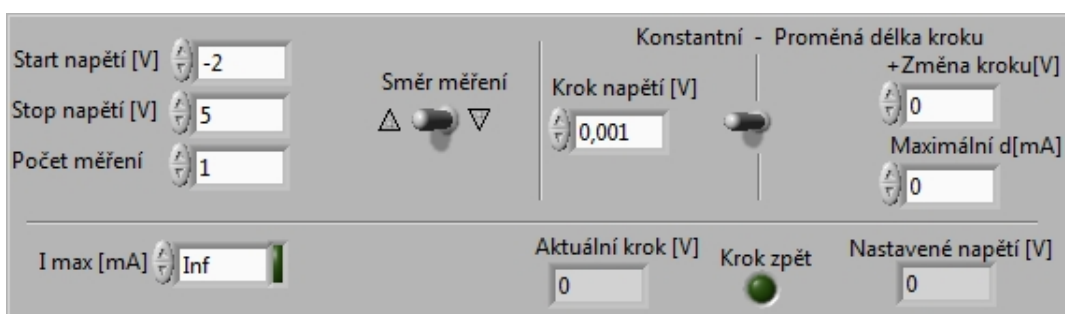 Konstantní - Proměná délka kroku
Start napětí [V] -2
Stop napětí [V] 5
Počet měření 1
Směr měření
Krok napětí [V]
0,001
+Změna kroku[V]
0
Maximální d[mA]
0
I max [mA] Inf
Aktuální krok [V]
0
Krok zpět
Nastavené napětí [V]
0